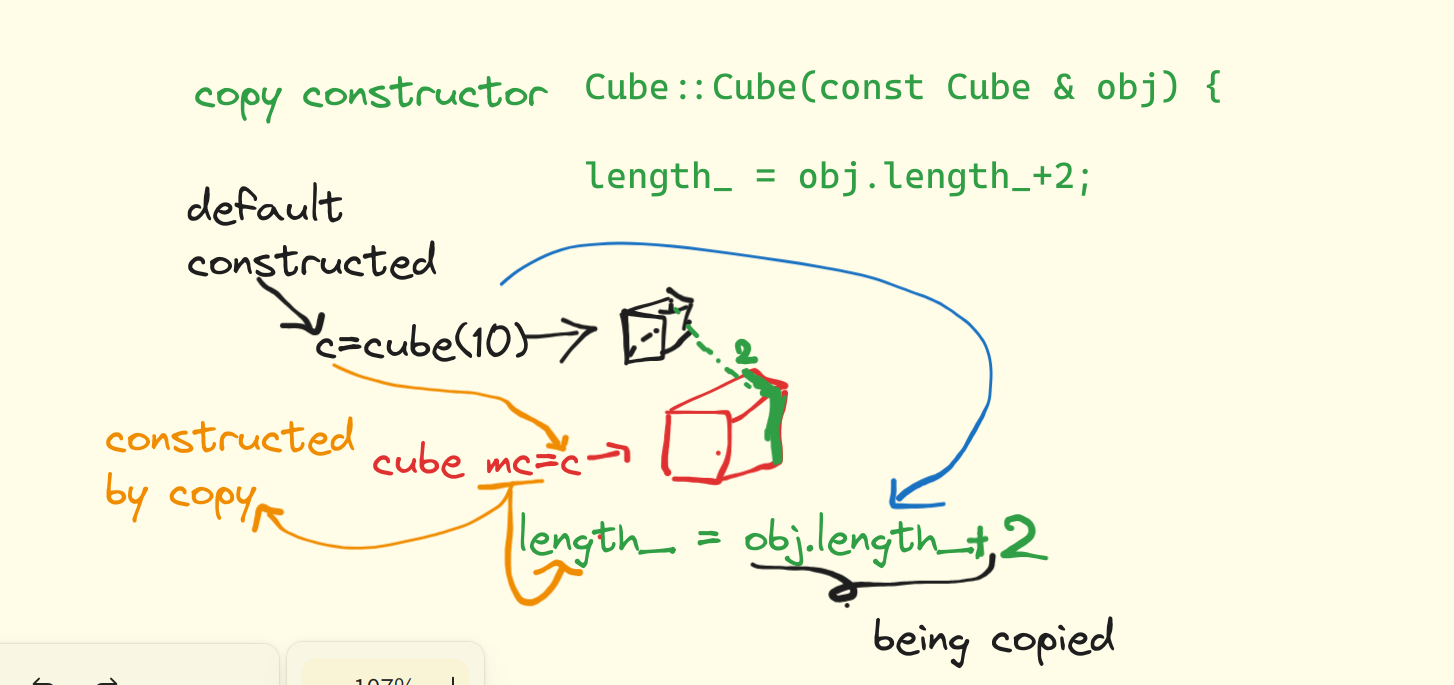 copy constructor Cube::Cube(const Cube & obj) {
length_ = obj.length_+2;
default
constructed
c=cube(10)
2
constructed
by copy
cube mc=c
length_ = obj.length_+2
being copied
107%